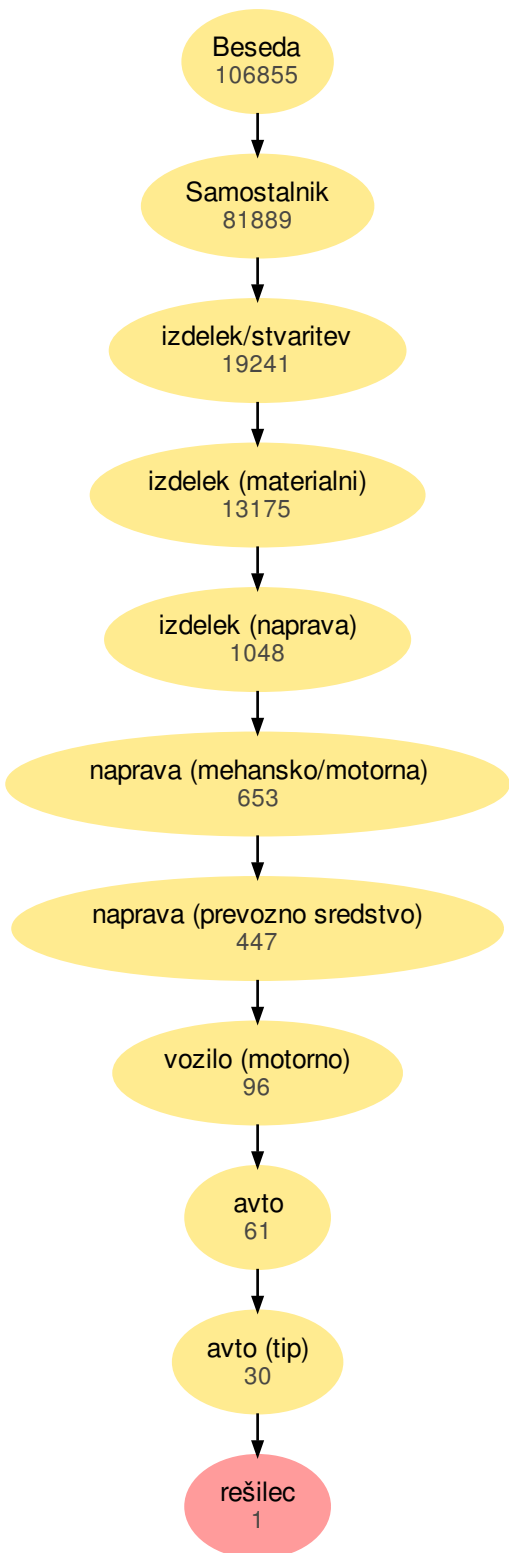 Beseda
106855
Samostalnik
81889
izdelek/stvaritev
19241
izdelek (materialni)
13175
izdelek (naprava)
1048
naprava (mehansko/motorna)
653
naprava (prevozno sredstvo)
447
vozilo (motorno)
96
avto
61
avto (tip)
30
rešilec
1